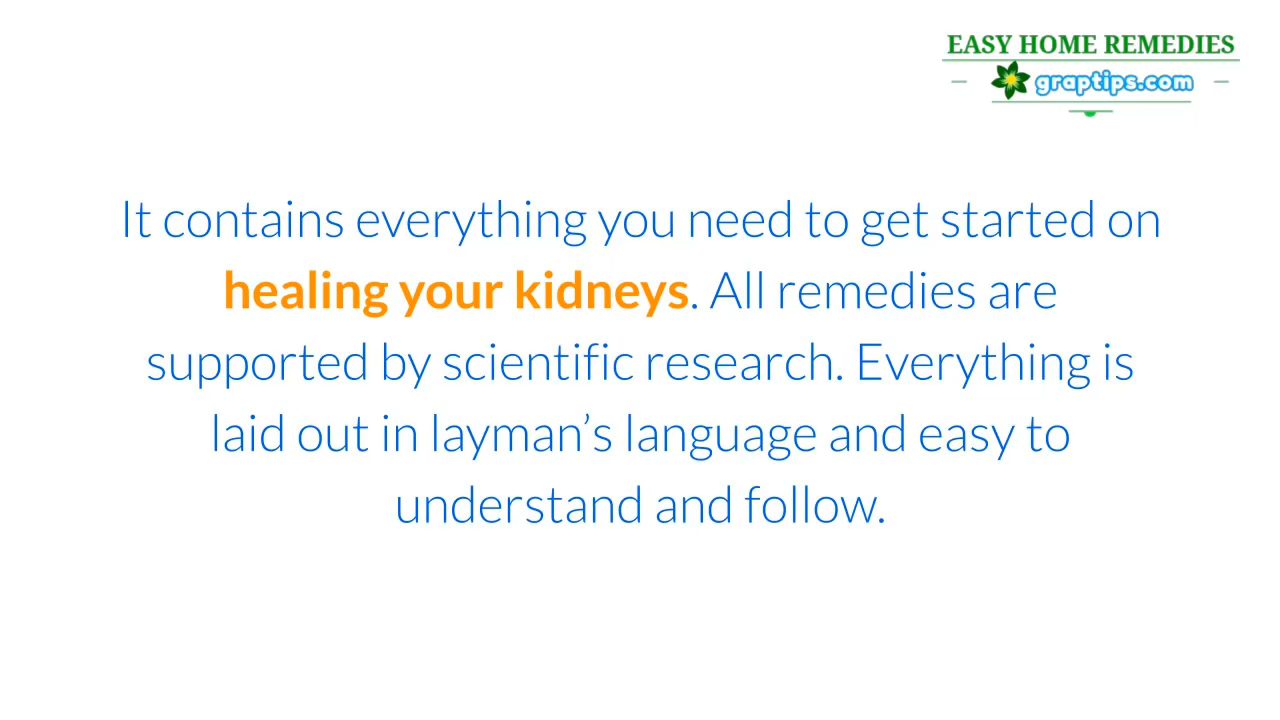 EASY HOME REMEDIES
graptips.com
It contains everything you need to get started on
healing your kidneys. All remedies are
supported by scientific research. Everything is
laid out in layman’s language and easy to
understand and follow.